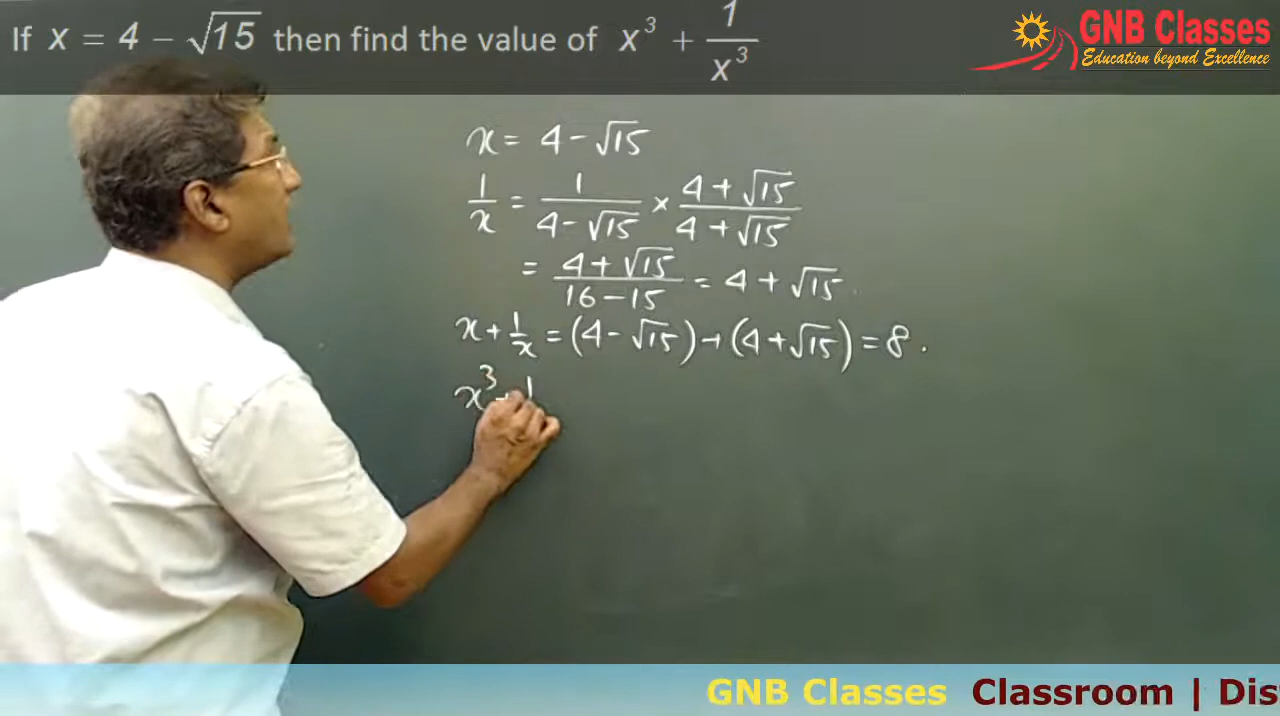 If x = 4 − √15 then find the value of x³ + 1/x³
GNB Classes
Education beyond Excellence
x = 4 − √15
1/x = 1/(4 − √15) × (4 + √15)/(4 + √15)
= (4 + √15)/(16 − 15) = 4 + √15.
x + 1/x = (4 − √15) + (4 + √15) = 8.
x³ + 1
GNB Classes Classroom | Dis